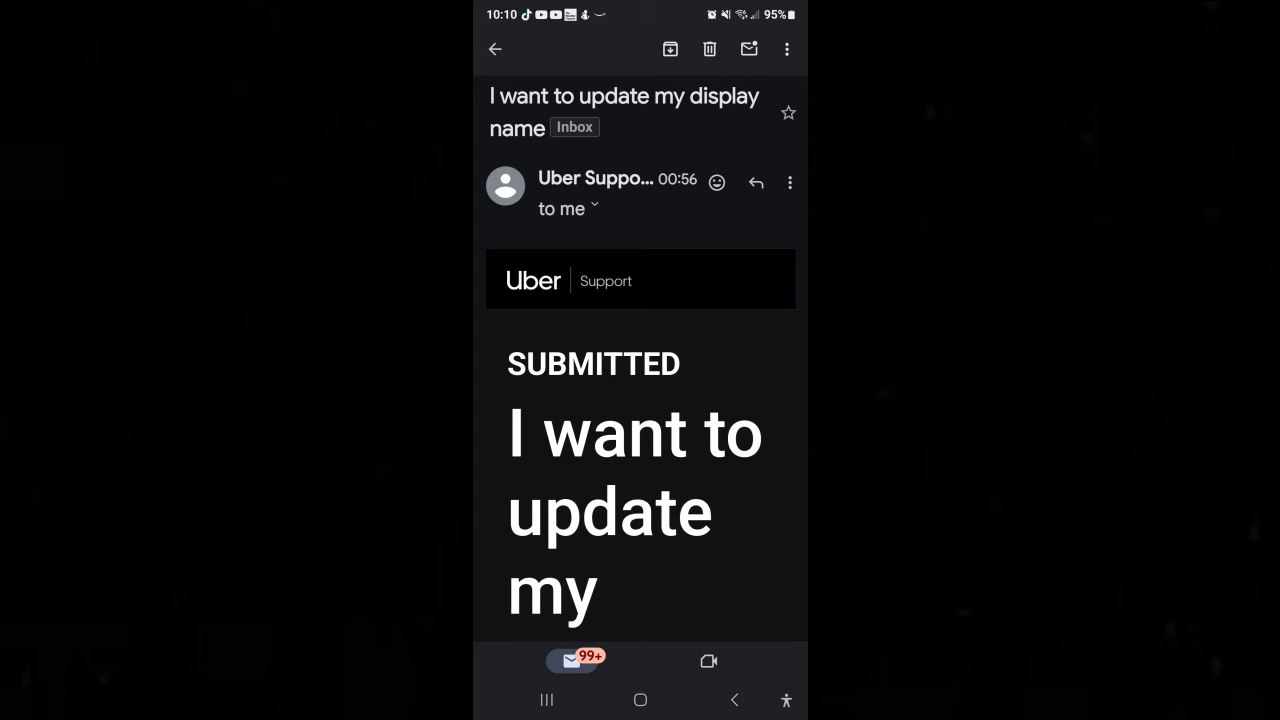 10:10 95%
I want to update my display
name Inbox
Uber Suppo... 00:56
to me
Uber | Support
SUBMITTED
I want to
update
my
99+